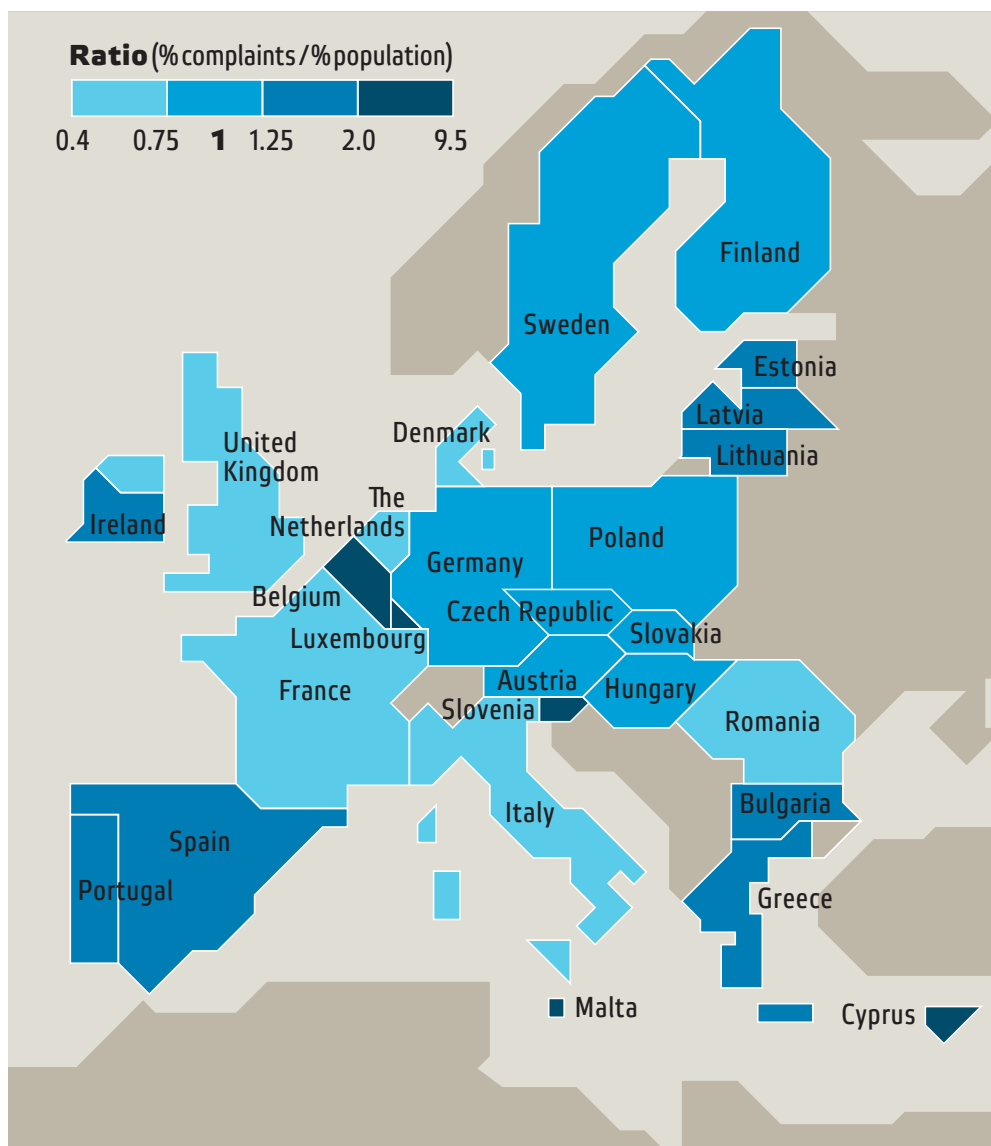 Ratio (% complaints / % population)
0.4 0.75 1 1.25 2.0 9.5
Finland
Sweden
Estonia
Latvia
Lithuania
Denmark
United
Kingdom
The
Netherlands
Ireland
Poland
Germany
Belgium
Czech Republic
Luxembourg
Slovakia
Austria
Hungary
France
Slovenia
Romania
Bulgaria
Italy
Spain
Portugal
Greece
Malta
Cyprus